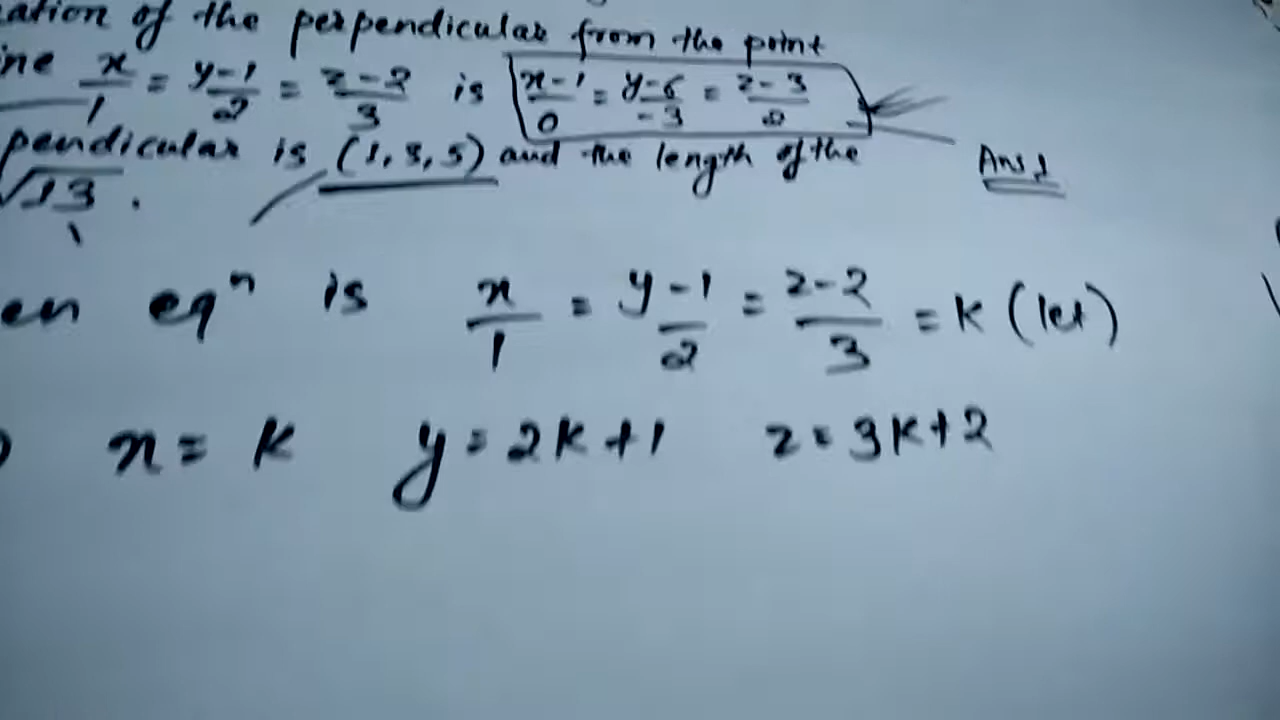 ation of the perpendicular from the point
ine x/1 = y-1/2 = z-2/3 is x-1/0 = y-6/-3 = z-3/2
pendicular is (1, 3, 5) and the length of the Ans,
√13.
en eqⁿ is x/1 = y-1/2 = z-2/3 = K (let)
x = K y = 2K+1 z = 3K+2